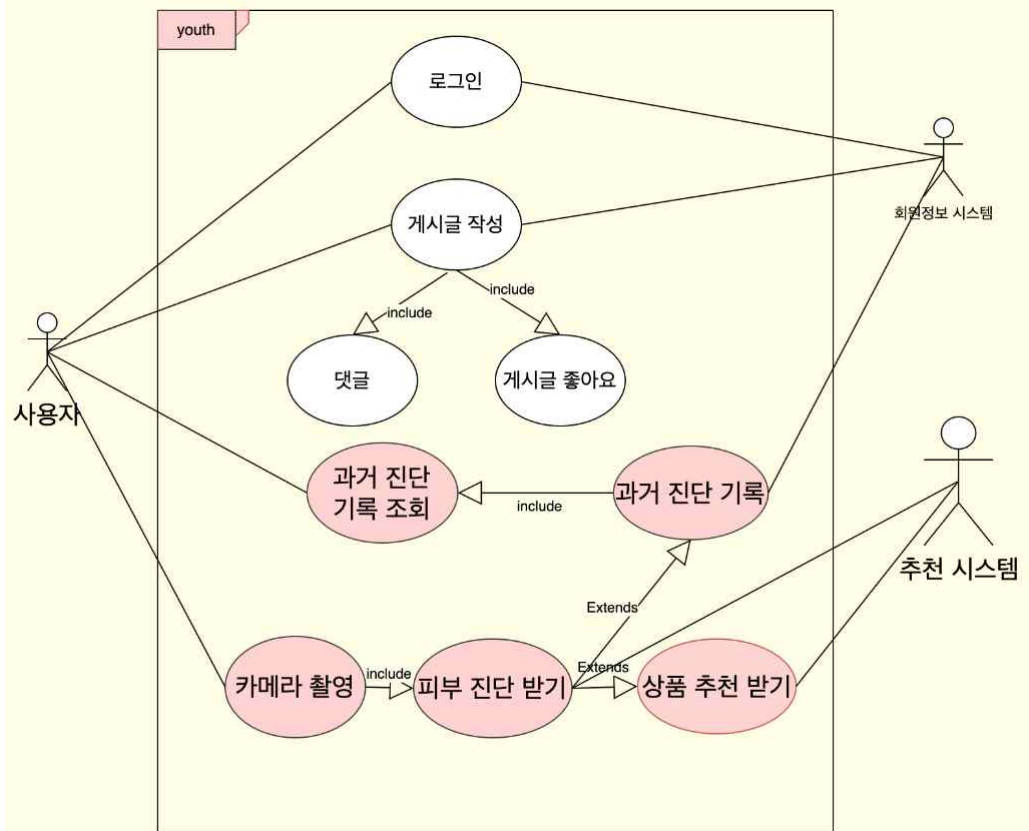 youth
로그인
게시글 작성
회원정보 시스템
include
include
댓글
게시글 좋아요
사용자
과거 진단
기록 조회
include
과거 진단 기록
추천 시스템
Extends
카메라 촬영
include
피부 진단 받기
Extends
상품 추천 받기